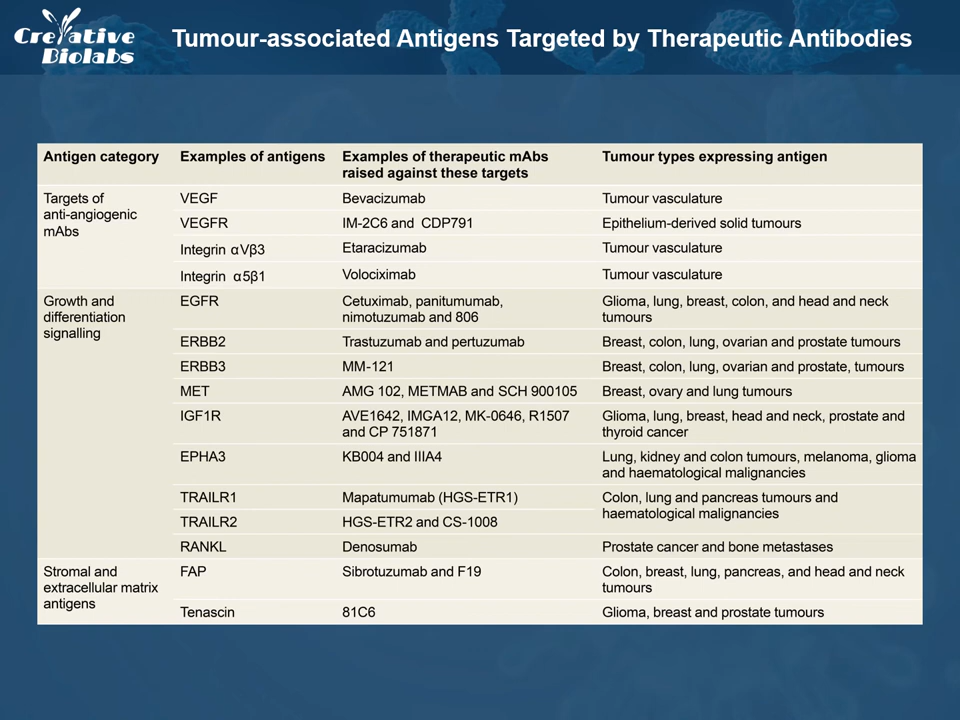 Creative
Biolabs
Tumour-associated Antigens Targeted by Therapeutic Antibodies
Antigen category Examples of antigens Examples of therapeutic mAbs raised against these targets Tumour types expressing antigen
Targets of anti-angiogenic mAbs
VEGF Bevacizumab Tumour vasculature
VEGFR IM-2C6 and CDP791 Epithelium-derived solid tumours
Integrin αVβ3 Etaracizumab Tumour vasculature
Integrin α5β1 Volociximab Tumour vasculature
Growth and differentiation signalling
EGFR Cetuximab, panitumumab, nimotuzumab and 806 Glioma, lung, breast, colon, and head and neck tumours
ERBB2 Trastuzumab and pertuzumab Breast, colon, lung, ovarian and prostate tumours
ERBB3 MM-121 Breast, colon, lung, ovarian and prostate, tumours
MET AMG 102, METMAB and SCH 900105 Breast, ovary and lung tumours
IGF1R AVE1642, IMGA12, MK-0646, R1507 and CP 751871 Glioma, lung, breast, head and neck, prostate and thyroid cancer
EPHA3 KB004 and IIIA4 Lung, kidney and colon tumours, melanoma, glioma and haematological malignancies
TRAILR1 Mapatumumab (HGS-ETR1) Colon, lung and pancreas tumours and haematological malignancies
TRAILR2 HGS-ETR2 and CS-1008
RANKL Denosumab Prostate cancer and bone metastases
Stromal and extracellular matrix antigens
FAP Sibrotuzumab and F19 Colon, breast, lung, pancreas, and head and neck tumours
Tenascin 81C6 Glioma, breast and prostate tumours